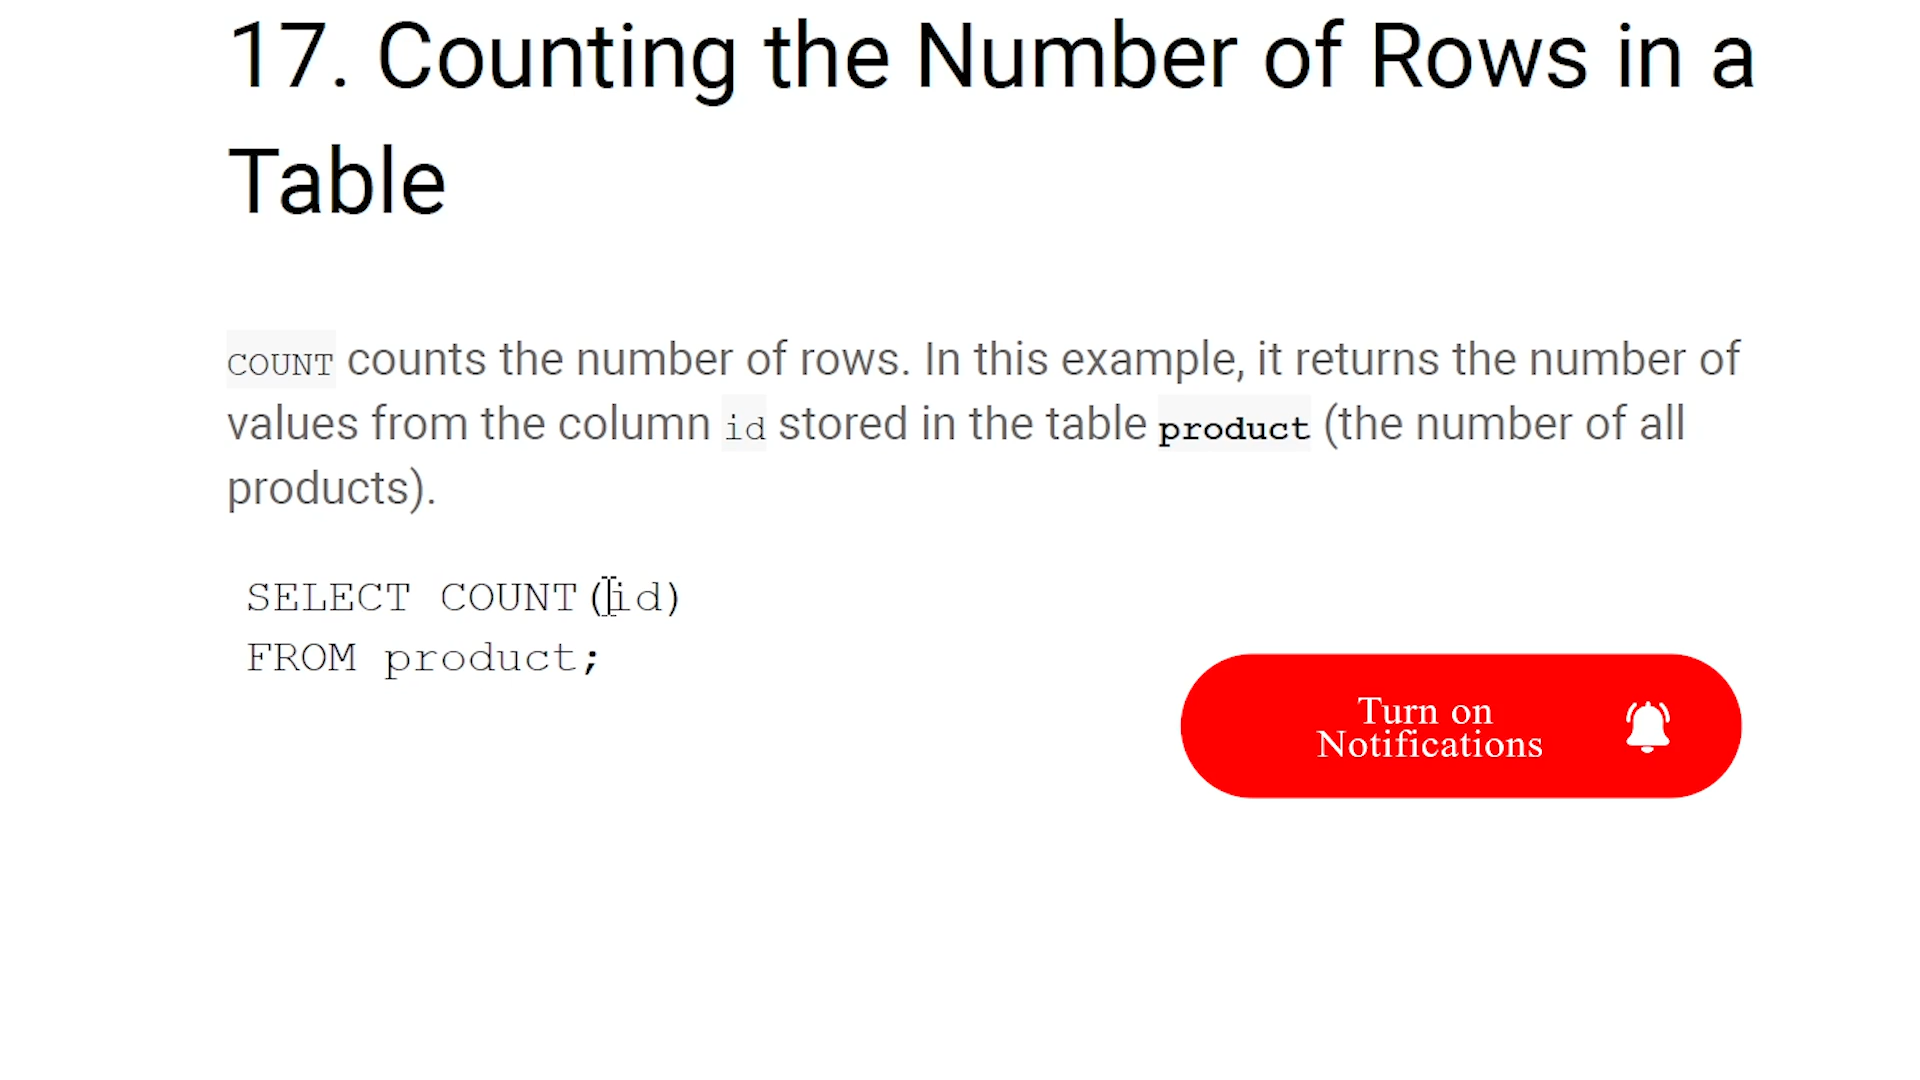 17. Counting the Number of Rows in a
Table
COUNT counts the number of rows. In this example, it returns the number of
values from the column id stored in the table product (the number of all
products).
SELECT COUNT(id)
FROM product;
Turn on
Notifications